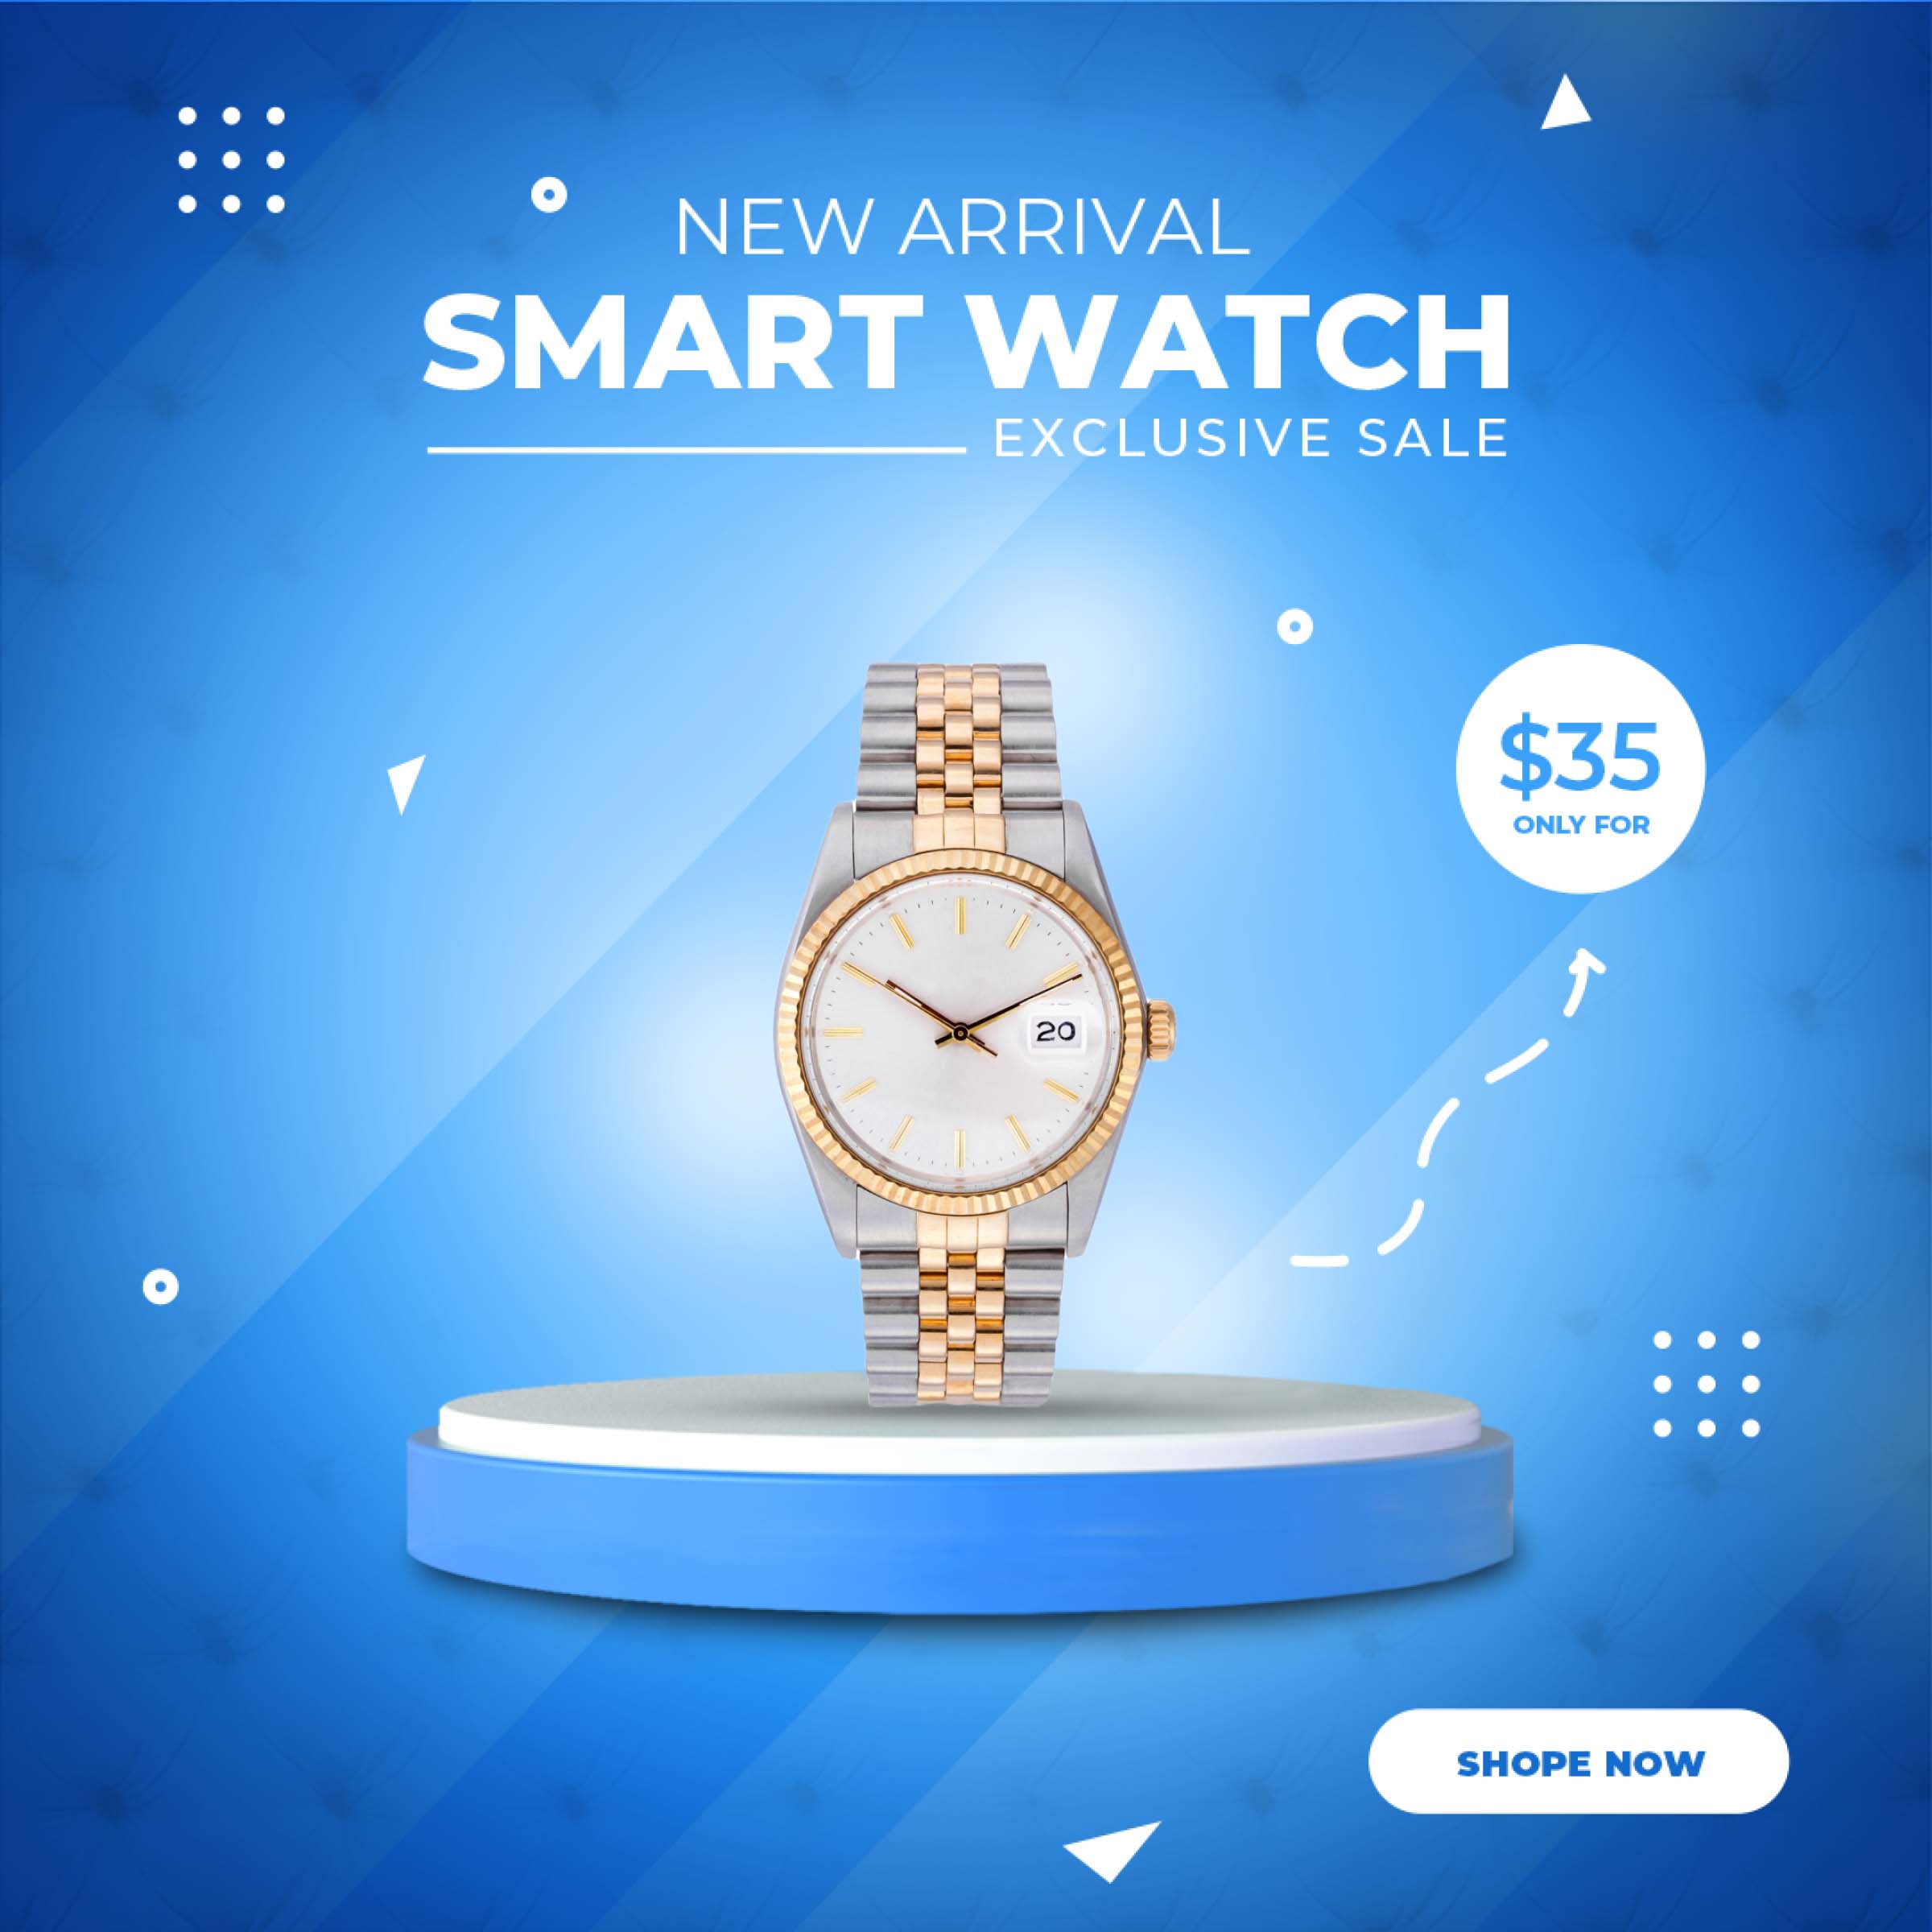 NEW ARRIVAL
SMART WATCH
EXCLUSIVE SALE
$35
ONLY FOR
20
SHOPE NOW